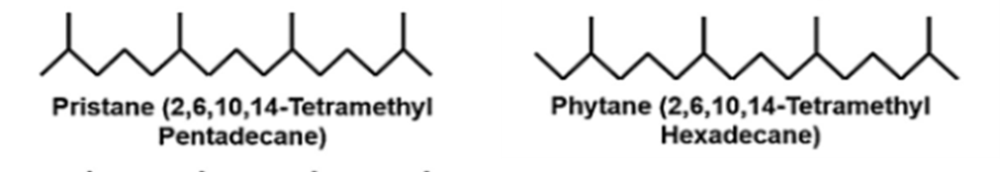 Pristane (2,6,10,14-Tetramethyl
Pentadecane)
Phytane (2,6,10,14-Tetramethyl
Hexadecane)